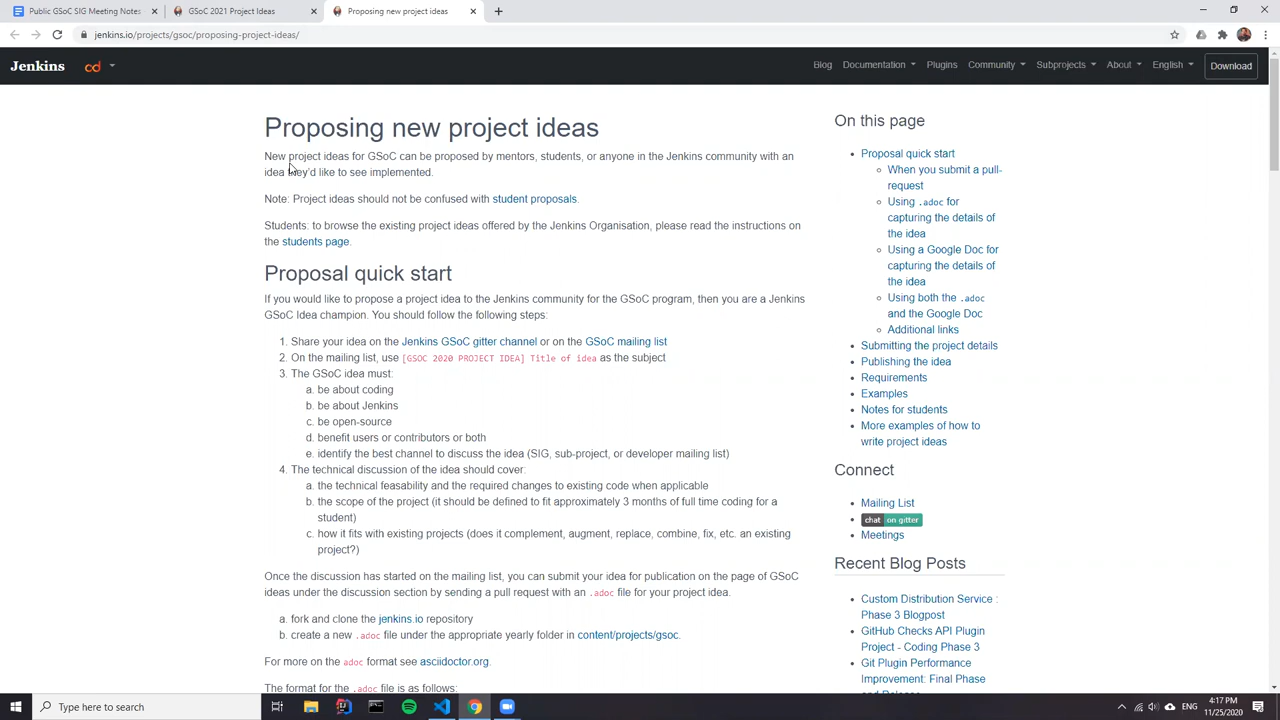 Public GSoC SIG Meeting Notes
GSoC 2021 Project Ideas
Proposing new project ideas
jenkins.io/projects/gsoc/proposing-project-ideas/
Jenkins
cd
Blog
Documentation
Plugins
Community
Subprojects
About
English
Download
Proposing new project ideas
New project ideas for GSoC can be proposed by mentors, students, or anyone in the Jenkins community with an
idea they'd like to see implemented.
Note: Project ideas should not be confused with student proposals.
Students: to browse the existing project ideas offered by the Jenkins Organisation, please read the instructions on
the students page.
Proposal quick start
If you would like to propose a project idea to the Jenkins community for the GSoC program, then you are a Jenkins
GSoC Idea champion. You should follow the following steps:
1. Share your idea on the Jenkins GSoC gitter channel or on the GSoC mailing list
2. On the mailing list, use [GSOC 2020 PROJECT IDEA] Title of idea as the subject
3. The GSoC idea must:
a. be about coding
b. be about Jenkins
c. be open-source
d. benefit users or contributors or both
e. identify the best channel to discuss the idea (SIG, sub-project, or developer mailing list)
4. The technical discussion of the idea should cover:
a. the technical feasability and the required changes to existing code when applicable
b. the scope of the project (it should be defined to fit approximately 3 months of full time coding for a
student)
c. how it fits with existing projects (does it complement, augment, replace, combine, fix, etc. an existing
project?)
Once the discussion has started on the mailing list, you can submit your idea for publication on the page of GSoC
ideas under the discussion section by sending a pull request with an .adoc file for your project idea.
a. fork and clone the jenkins.io repository
b. create a new .adoc file under the appropriate yearly folder in content/projects/gsoc.
For more on the adoc format see asciidoctor.org.
The format for the .adoc file is as follows:
On this page
Proposal quick start
When you submit a pull-
request
Using .adoc for
capturing the details of
the idea
Using a Google Doc for
capturing the details of
the idea
Using both the .adoc
and the Google Doc
Additional links
Submitting the project details
Publishing the idea
Requirements
Examples
Notes for students
More examples of how to
write project ideas
Connect
Mailing List
chat on gitter
Meetings
Recent Blog Posts
Custom Distribution Service :
Phase 3 Blogpost
GitHub Checks API Plugin
Project - Coding Phase 3
Git Plugin Performance
Improvement: Final Phase
and Release
Type here to search
ENG
4:17 PM
11/25/2020